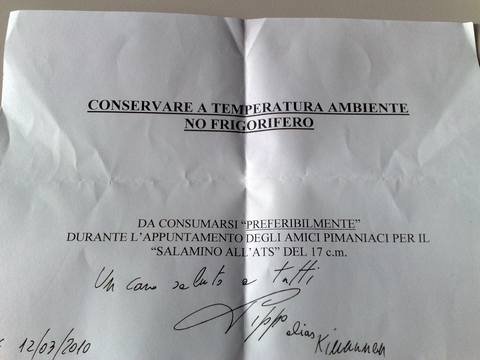 CONSERVARE A TEMPERATURA AMBIENTE
NO FRIGORIFERO
DA CONSUMARSI "PREFERIBILMENTE"
DURANTE L'APPUNTAMENTO DEGLI AMICI PIMANIACI PER IL
"SALAMINO ALL'ATS" DEL 17 c.m.
Un caro saluto a tutti
Pippo alias
12/03/2010